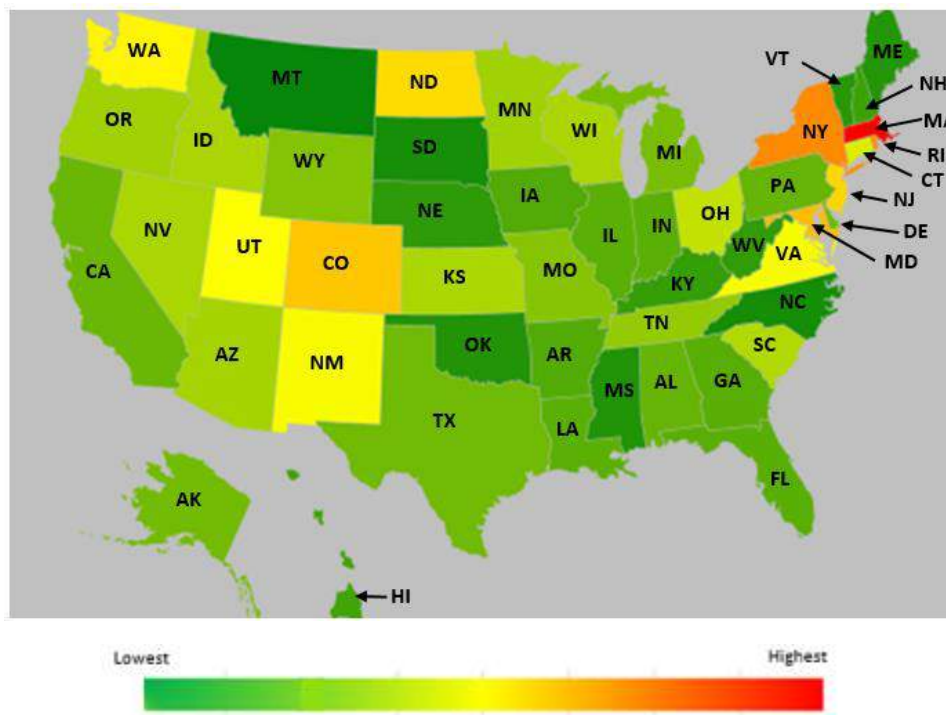 WA
MT
ND
MN
VT
ME
NH
OR
ID
WY
SD
WI
MI
NY
MA
RI
CT
NV
UT
CO
NE
IA
IL
IN
OH
PA
NJ
DE
MD
CA
KS
MO
KY
WV
VA
NC
AZ
NM
OK
AR
TN
SC
TX
LA
MS
AL
GA
FL
AK
HI
Lowest
Highest